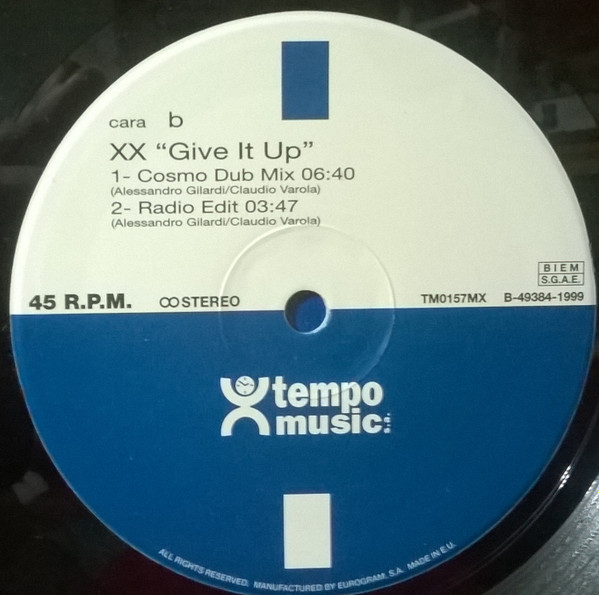 cara b
XX “Give It Up”
1- Cosmo Dub Mix 06:40
(Alessandro Gilardi/Claudio Varola)
2- Radio Edit 03:47
(Alessandro Gilardi/Claudio Varola)
BIEM
S.G.A.E.
45 R.P.M. STEREO TM0157MX B-49384-1999
tempo
music s.a.
ALL RIGHTS RESERVED. MANUFACTURED BY EUROGRAM, S.A. MADE IN E.U.